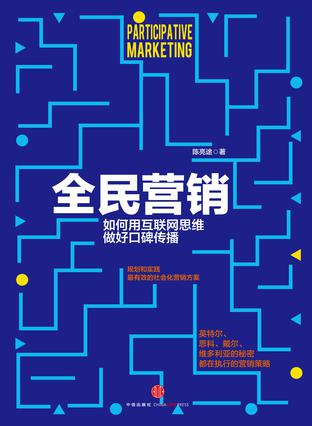 PARTICIPATIVE
MARKETING
陈亮途◎著
全民营销
如何用互联网思维
做好口碑传播
规划和实践
最有效的社会化营销方案
英特尔、
思科、戴尔、
维多利亚的秘密
都在执行的营销策略
中信出版社·CHINA CITIC PRESS